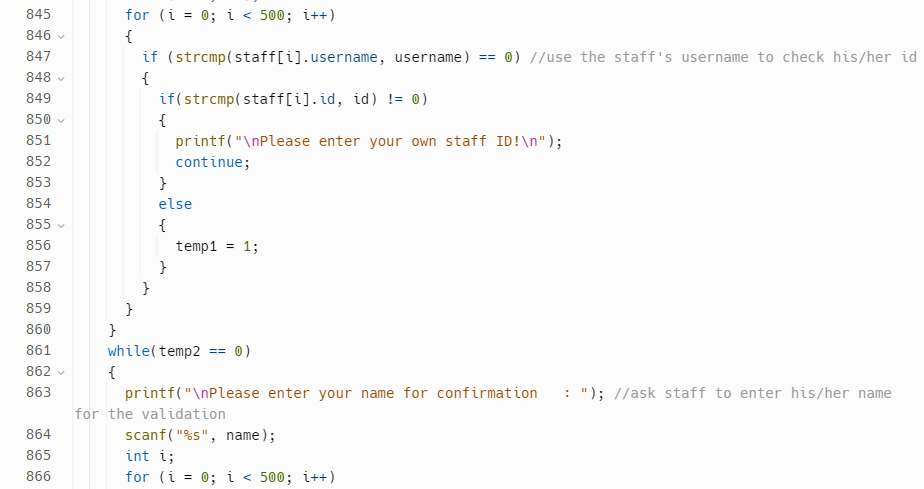 845 for (i = 0; i < 500; i++)
846 {
847 if (strcmp(staff[i].username, username) == 0) //use the staff's username to check his/her id
848 {
849 if(strcmp(staff[i].id, id) != 0)
850 {
851 printf("\nPlease enter your own staff ID!\n");
852 continue;
853 }
854 else
855 {
856 temp1 = 1;
857 }
858 }
859 }
860 }
861 while(temp2 == 0)
862 {
863 printf("\nPlease enter your name for confirmation   : "); //ask staff to enter his/her name
for the validation
864 scanf("%s", name);
865 int i;
866 for (i = 0; i < 500; i++)